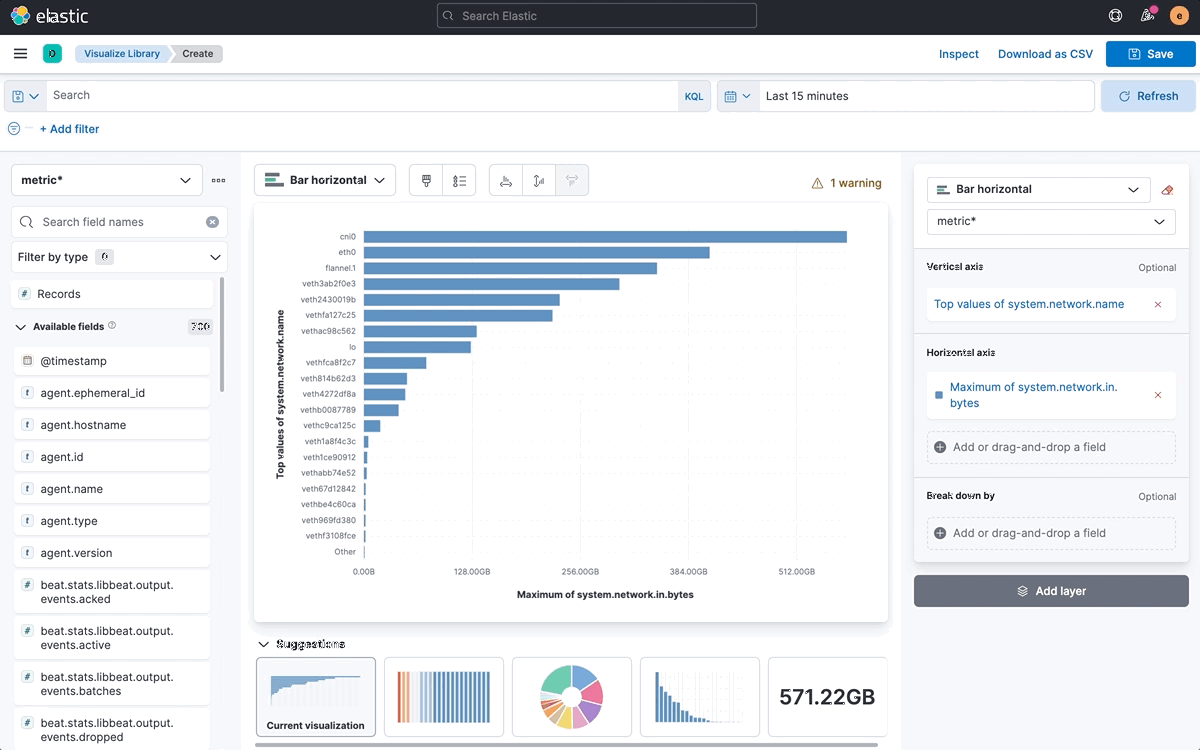 elastic
Search Elastic
e
D
Visualize Library
Create
Inspect
Download as CSV
Save
Search
KQL
Last 15 minutes
Refresh
+ Add filter
metric*
Bar horizontal
1 warning
Search field names
Filter by type 0
# Records
Available fields
@timestamp
t agent.ephemeral_id
t agent.hostname
t agent.id
t agent.name
t agent.type
t agent.version
# beat.stats.libbeat.output.
events.acked
# beat.stats.libbeat.output.
events.active
# beat.stats.libbeat.output.
events.batches
# beat.stats.libbeat.output.
events.dropped
Top values of system.network.name
cni0
eth0
flannel.1
veth3ab2f0e3
veth2430019b
vethfa127c25
vethac98c562
lo
vethfca8f2c7
veth814b62d3
veth4272df8a
vethb0087789
vethc9ca125c
veth1a8f4c3c
veth1ce90912
vethabb74e52
veth67d12842
vethbe4c60ca
veth969fd380
vethf3108fce
Other
0.00B
128.00GB
256.00GB
384.00GB
512.00GB
Maximum of system.network.in.bytes
Suggestions
Current visualization
571.22GB
Bar horizontal
metric*
Vertical axis
Optional
Top values of system.network.name
Horizontal axis
Maximum of system.network.in.
bytes
Add or drag-and-drop a field
Break down by
Optional
Add or drag-and-drop a field
Add layer